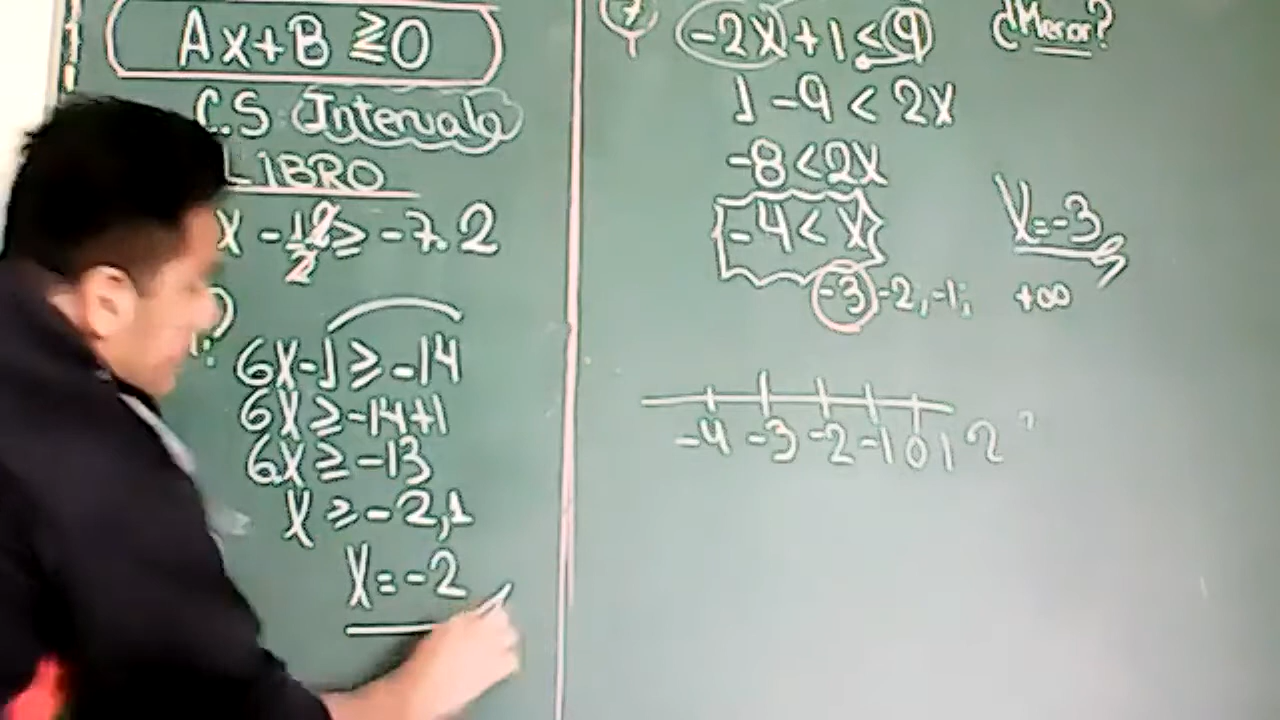 Ax+B ≷ 0
C.S Intervalo
LIBRO
x - 1/2 ≥ -7.2
6x-1 ≥ -14
6x ≥ -14+1
6x ≥ -13
x ≥ -2,1
x = -2
7
-2x+1 ≤ 9
¿Menor?
1 -9 < 2x
-8 < 2x
-4 < x
x = -3
-3 -2, -1; +∞
-4 -3 -2 -1 0 1 2